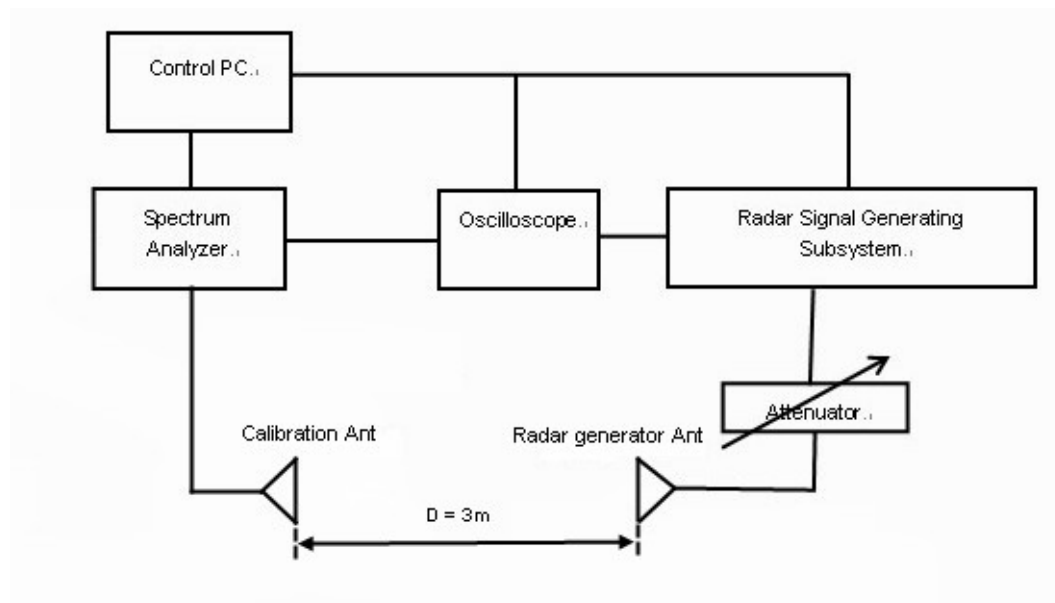 Control PC.
Spectrum
Analyzer.
Oscilloscope.
Radar Signal Generating
Subsystem.
Attenuator.
Calibration Ant
Radar generator Ant
D = 3m